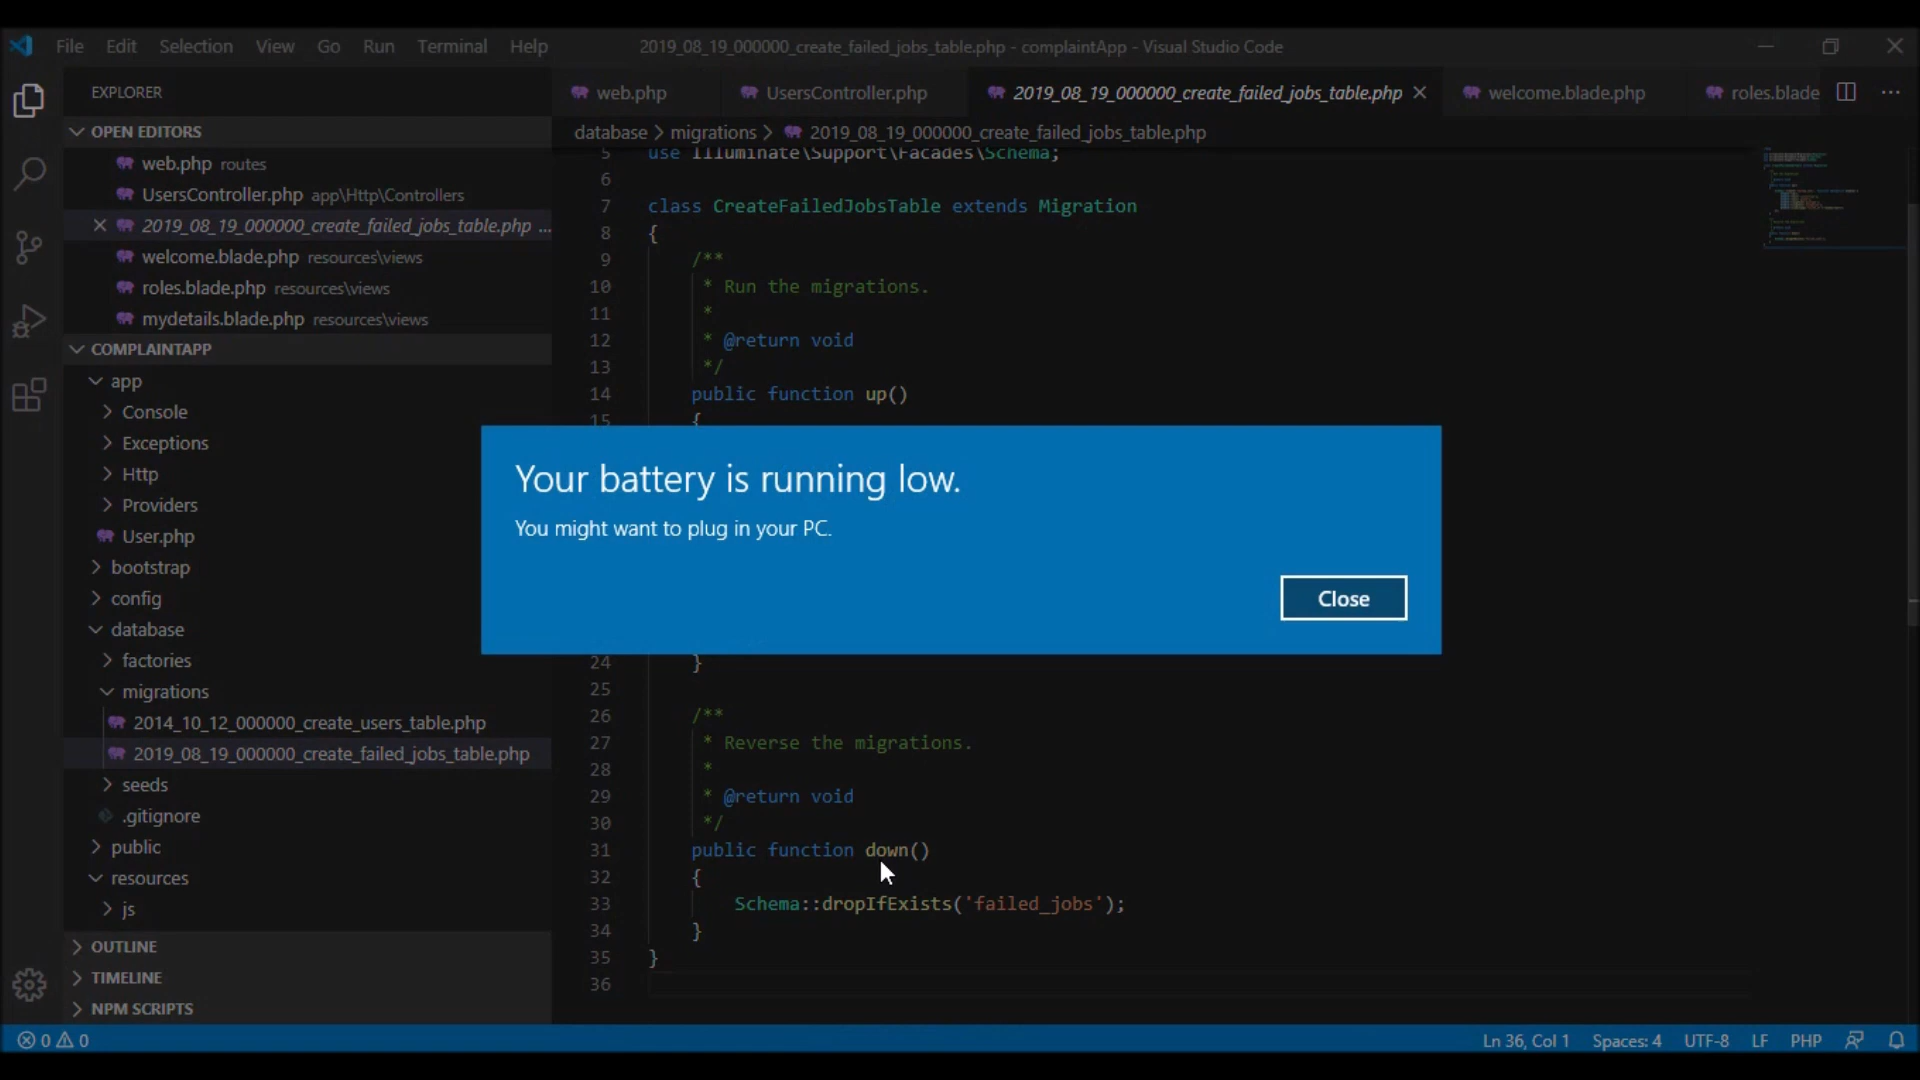 File Edit Selection View Go Run Terminal Help 2019_08_19_000000_create_failed_jobs_table.php - complaintApp - Visual Studio Code
EXPLORER
OPEN EDITORS
web.php routes
UsersController.php app\Http\Controllers
2019_08_19_000000_create_failed_jobs_table.php ...
welcome.blade.php resources\views
roles.blade.php resources\views
mydetails.blade.php resources\views
COMPLAINTAPP
app
Console
Exceptions
Http
Providers
User.php
bootstrap
config
database
factories
migrations
2014_10_12_000000_create_users_table.php
2019_08_19_000000_create_failed_jobs_table.php
seeds
.gitignore
public
resources
js
OUTLINE
TIMELINE
NPM SCRIPTS
web.php UsersController.php 2019_08_19_000000_create_failed_jobs_table.php welcome.blade.php roles.blade ...
database > migrations > 2019_08_19_000000_create_failed_jobs_table.php
5 use Illuminate\Support\Facades\Schema;
6
7 class CreateFailedJobsTable extends Migration
8 {
9 /**
10 * Run the migrations.
11 *
12 * @return void
13 */
14 public function up()
15 {
Your battery is running low.
You might want to plug in your PC.
Close
24 }
25
26 /**
27 * Reverse the migrations.
28 *
29 * @return void
30 */
31 public function down()
32 {
33 Schema::dropIfExists('failed_jobs');
34 }
35 }
36
0 0 Ln 36, Col 1 Spaces: 4 UTF-8 LF PHP